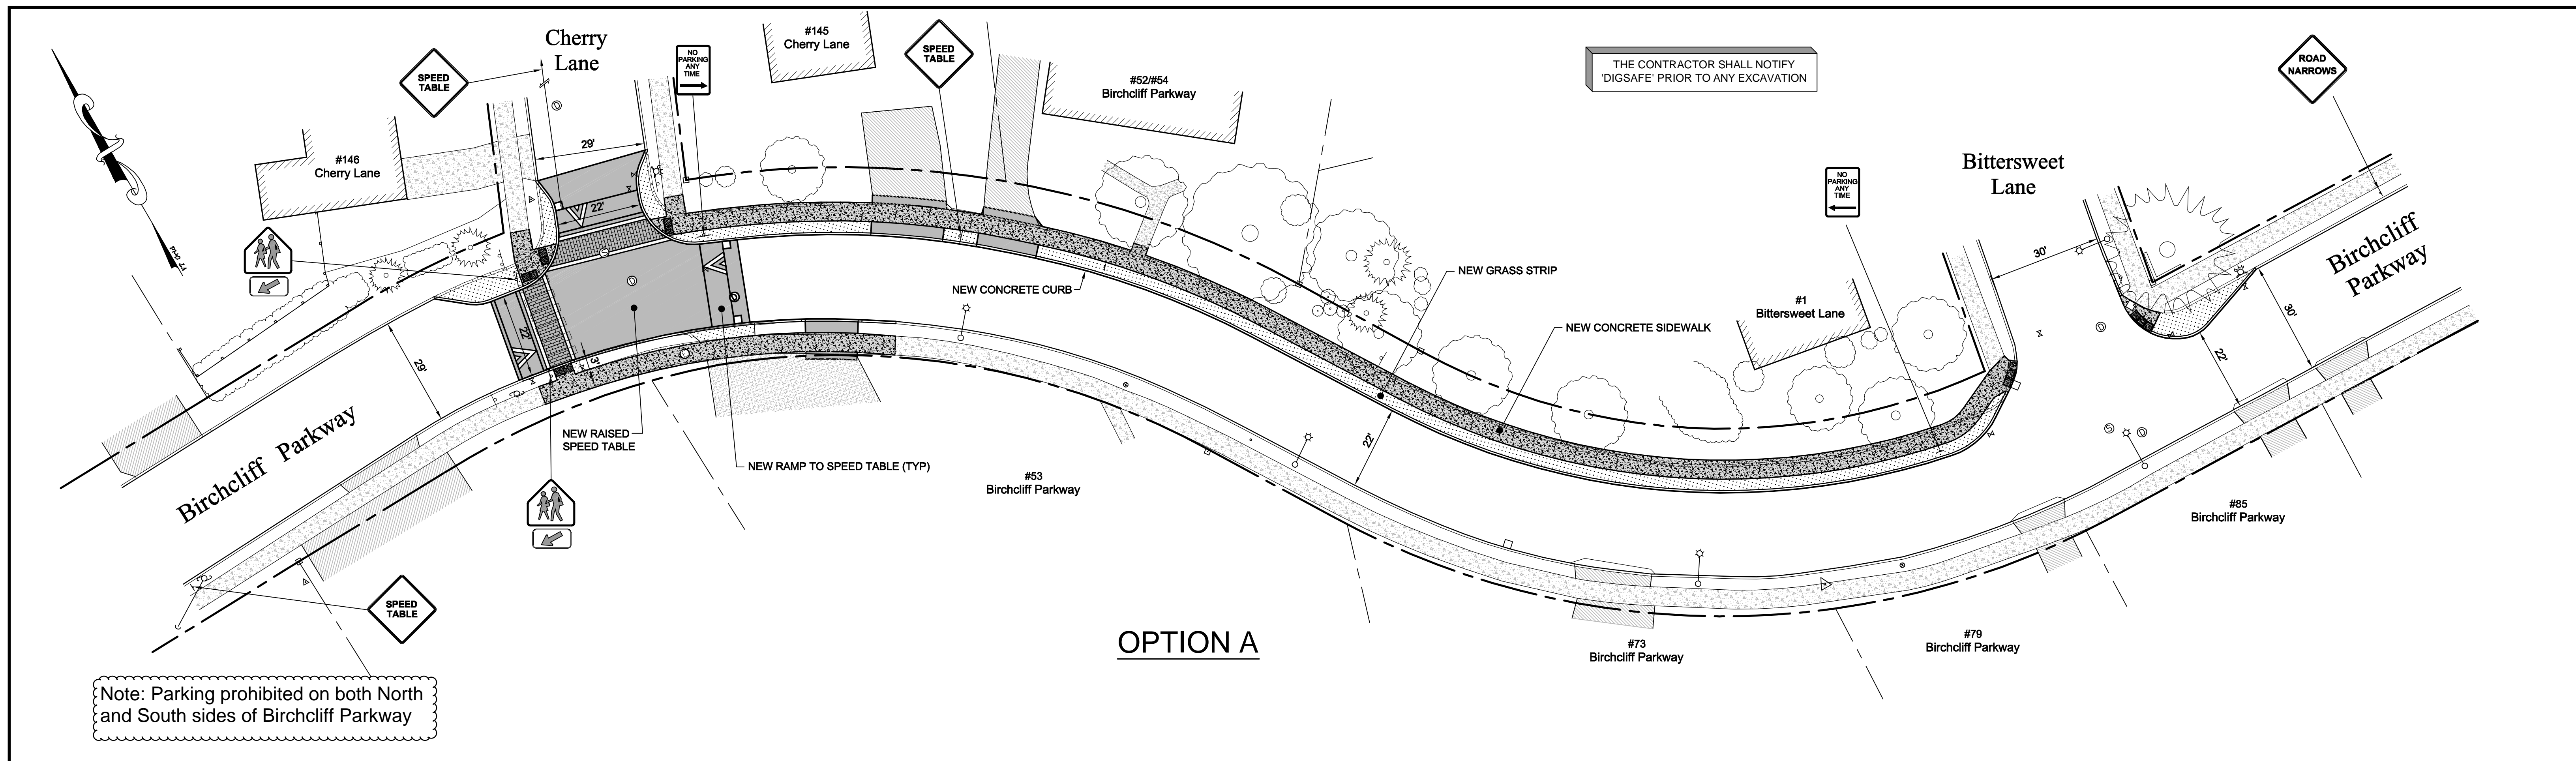 Cherry
Lane
SPEED
TABLE
NO
PARKING
ANY
TIME
#145
Cherry Lane
SPEED
TABLE
#52/#54
Birchcliff Parkway
THE CONTRACTOR SHALL NOTIFY
'DIGSAFE' PRIOR TO ANY EXCAVATION
ROAD
NARROWS
#146
Cherry Lane
29'
22'
NO
PARKING
ANY
TIME
Bittersweet
Lane
30'
Birchcliff
Parkway
30'
22'
NEW GRASS STRIP
NEW CONCRETE CURB
NEW CONCRETE SIDEWALK
#1
Bittersweet Lane
29'
22'
3'
Birchcliff Parkway
NEW RAISED
SPEED TABLE
NEW RAMP TO SPEED TABLE (TYP)
22'
#53
Birchcliff Parkway
#85
Birchcliff Parkway
SPEED
TABLE
OPTION A
#73
Birchcliff Parkway
#79
Birchcliff Parkway
Note: Parking prohibited on both North
and South sides of Birchcliff Parkway